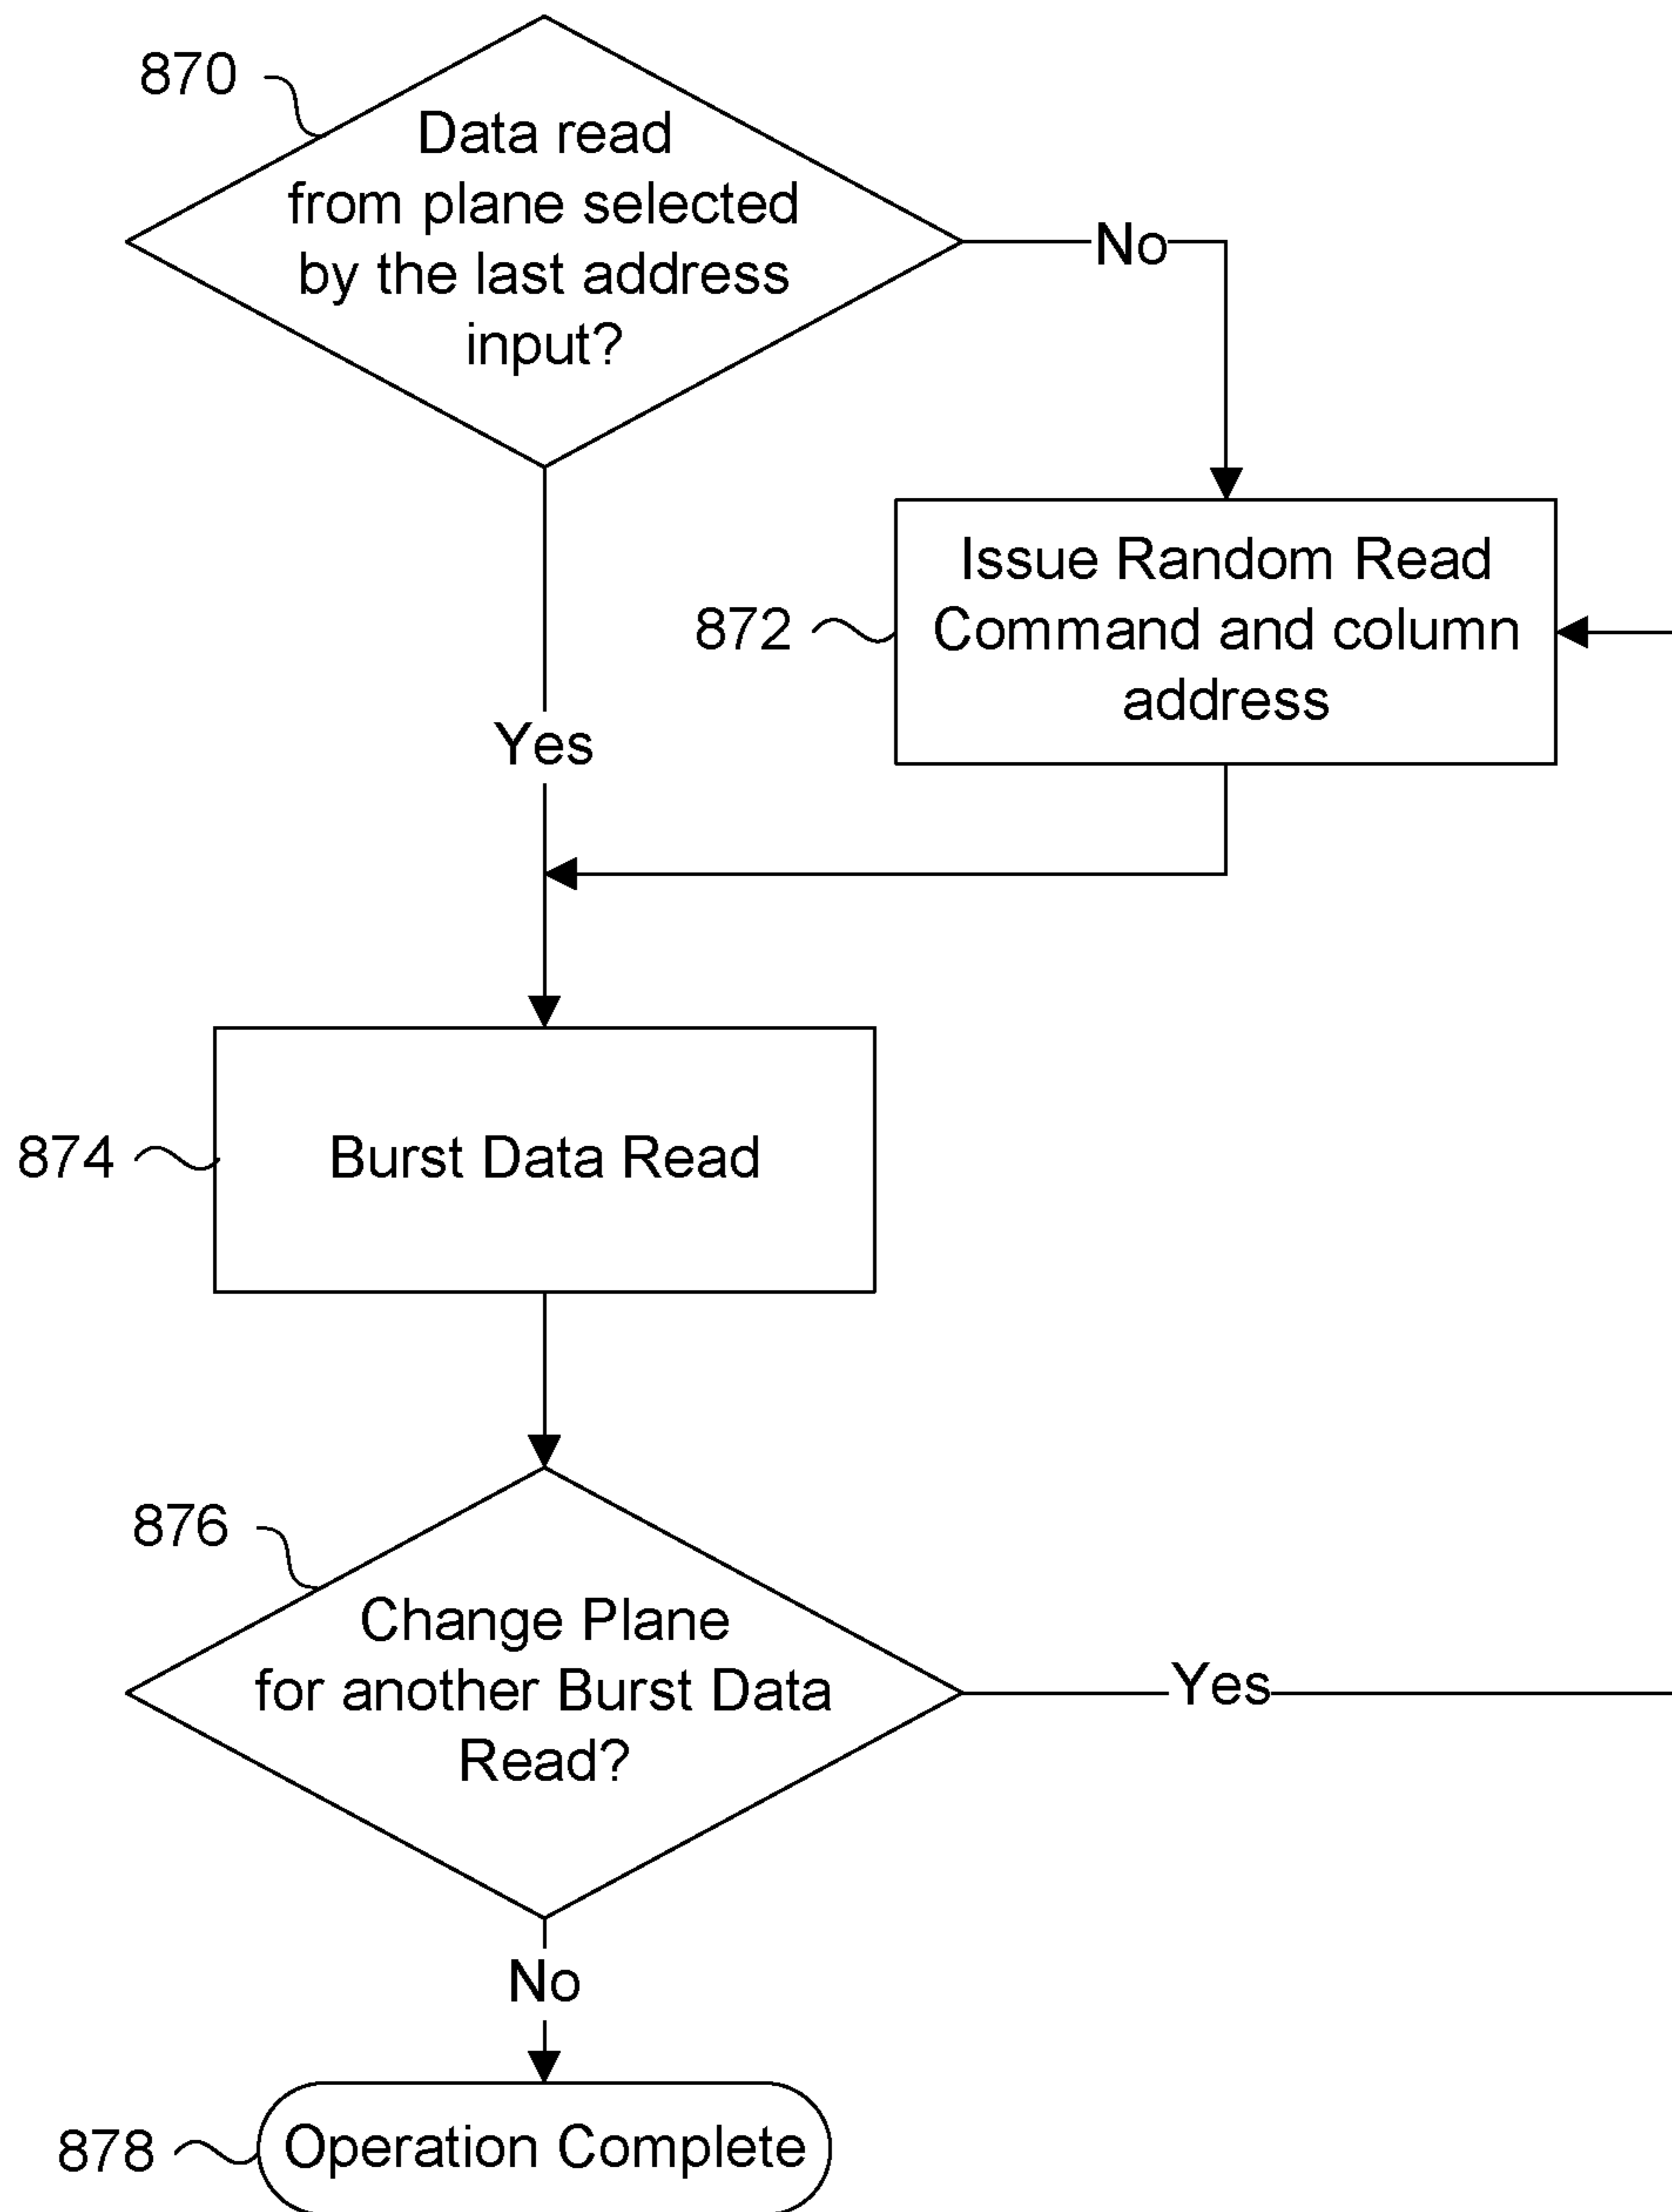 870
Data read
from plane selected
by the last address
input?
No
Issue Random Read
872
Command and column
address
Yes
874
Burst Data Read
876
Change Plane
for another Burst Data
Read?
Yes
No
878
Operation Complete